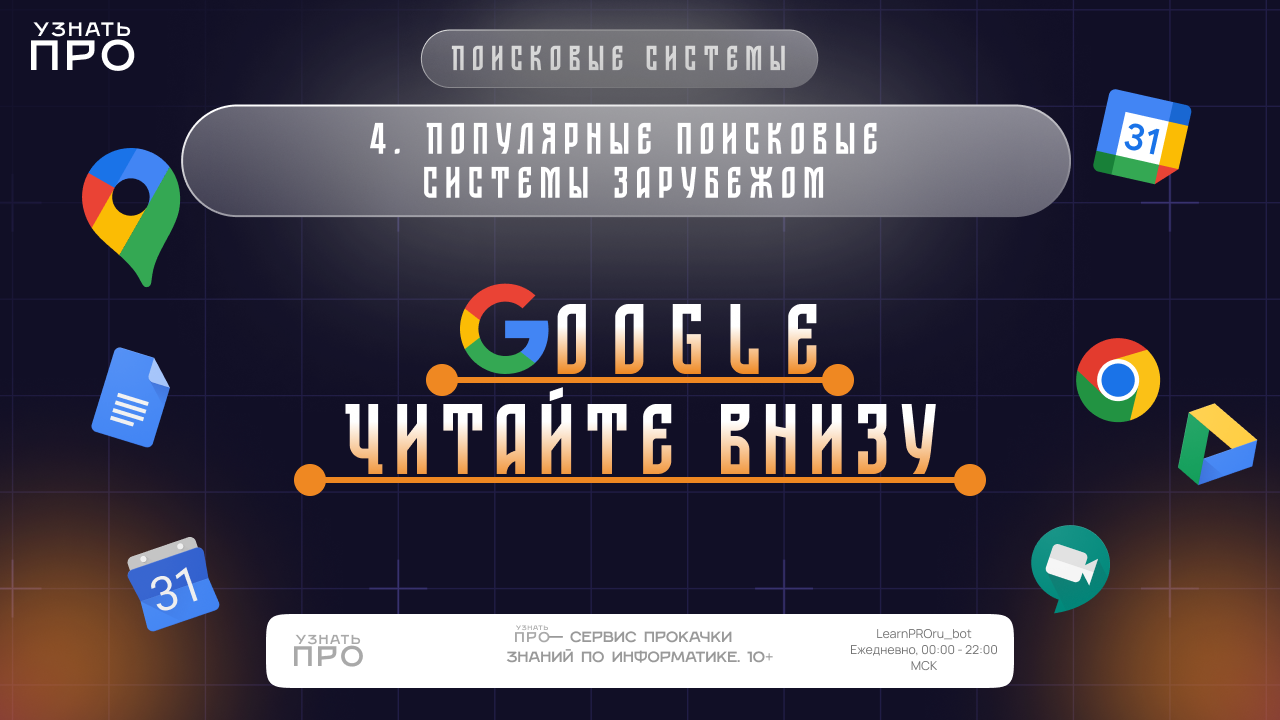 УЗНАТЬ
ПРО
ПОИСКОВЫЕ СИСТЕМЫ
4. ПОПУЛЯРНЫЕ ПОИСКОВЫЕ
СИСТЕМЫ ЗАРУБЕЖОМ
31
GOOGLE
ЧИТАЙТЕ ВНИЗУ
31
УЗНАТЬ
ПРО
УЗНАТЬ
ПРО— СЕРВИС ПРОКАЧКИ
ЗНАНИЙ ПО ИНФОРМАТИКЕ. 10+
LearnPROru_bot
Ежедневно, 00:00 - 22:00
МСК